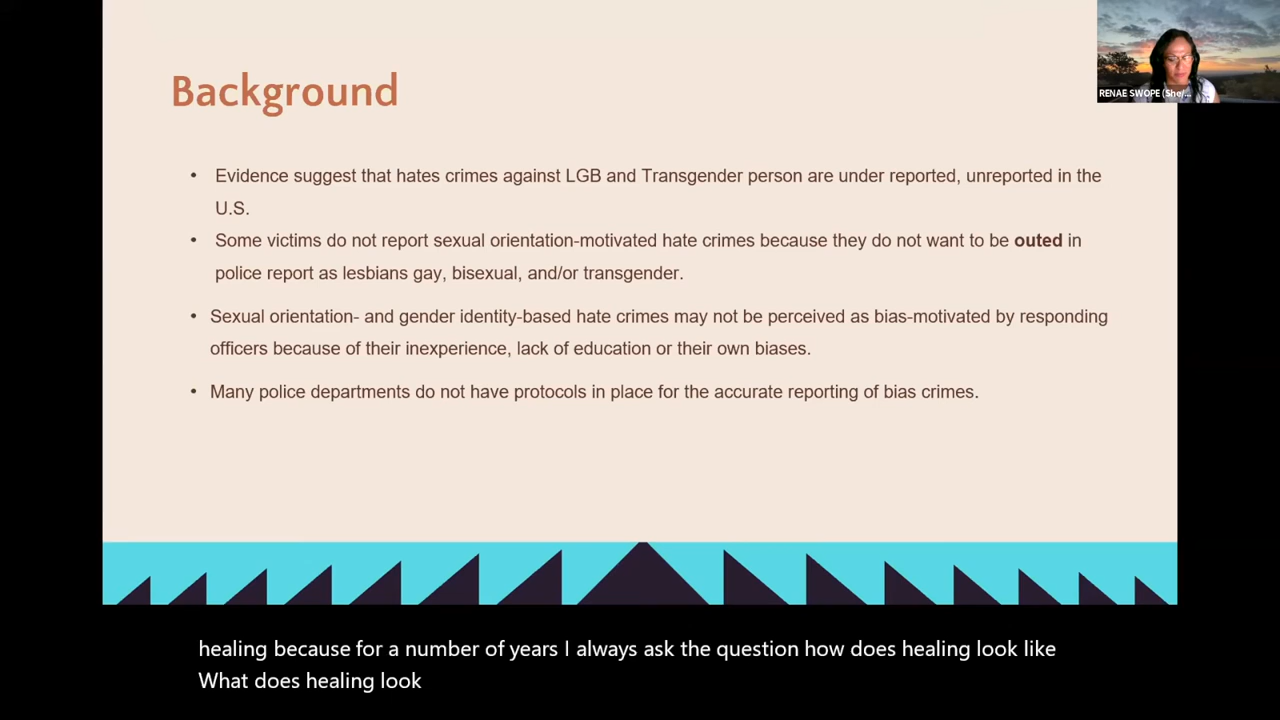 Background
RENAE SWOPE (She/...
• Evidence suggest that hates crimes against LGB and Transgender person are under reported, unreported in the
U.S.
• Some victims do not report sexual orientation-motivated hate crimes because they do not want to be outed in
police report as lesbians gay, bisexual, and/or transgender.
• Sexual orientation- and gender identity-based hate crimes may not be perceived as bias-motivated by responding
officers because of their inexperience, lack of education or their own biases.
• Many police departments do not have protocols in place for the accurate reporting of bias crimes.
healing because for a number of years I always ask the question how does healing look like
What does healing look